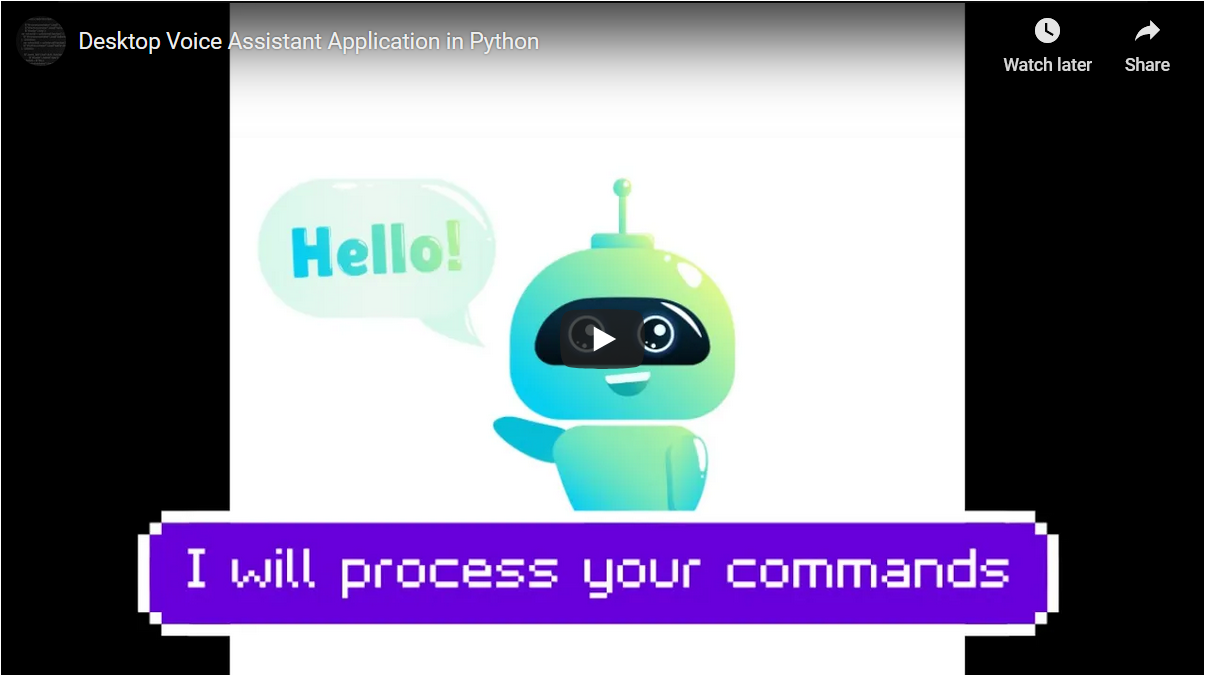 Desktop Voice Assistant Application in Python
Watch later
Share
Hello!
I will process your commands